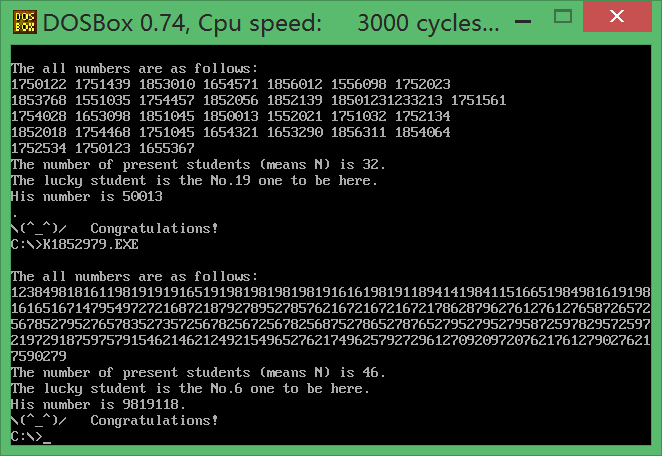 DOS BOX DOSBox 0.74, Cpu speed: 3000 cycles...
The all numbers are as follows:
1750122 1751439 1853010 1654571 1856012 1556098 1752023
1853768 1551035 1754457 1852056 1852139 18501231233213 1751561
1754028 1653098 1851045 1850013 1552021 1751032 1752134
1852018 1754468 1751045 1654321 1653290 1856311 1854064
1752534 1750123 1655367
The number of present students (means N) is 32.
The lucky student is the No.19 one to be here.
His number is 50013
.
\(^_^)/ Congratulations!
C:\>K1852979.EXE
The all numbers are as follows:
12384981816119819191916519198198198198191616198191189414198411516651984981619198
16165167147954972721687218792789527857621672167216721786287962761276127658726572
56785279527657835273572567825672567825687527865278765279527952795872597829572597
21972918759757915462146212492154965276217496257927296127092097207621761279027621
7590279
The number of present students (means N) is 46.
The lucky student is the No.6 one to be here.
His number is 9819118.
\(^_^)/ Congratulations!
C:\>_